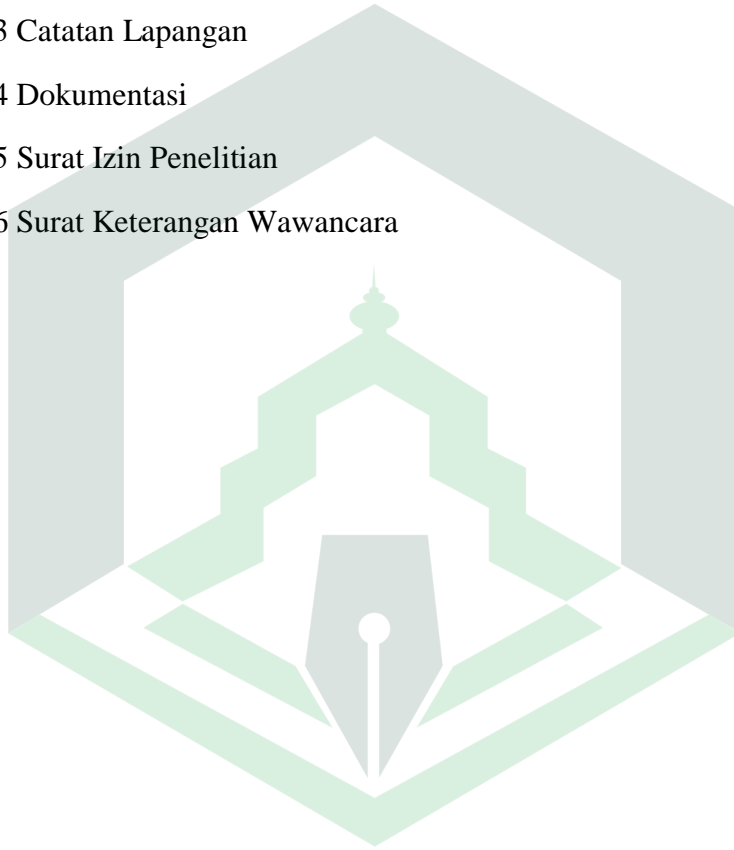 3 Catatan Lapangan
4 Dokumentasi
5 Surat Izin Penelitian
6 Surat Keterangan Wawancara